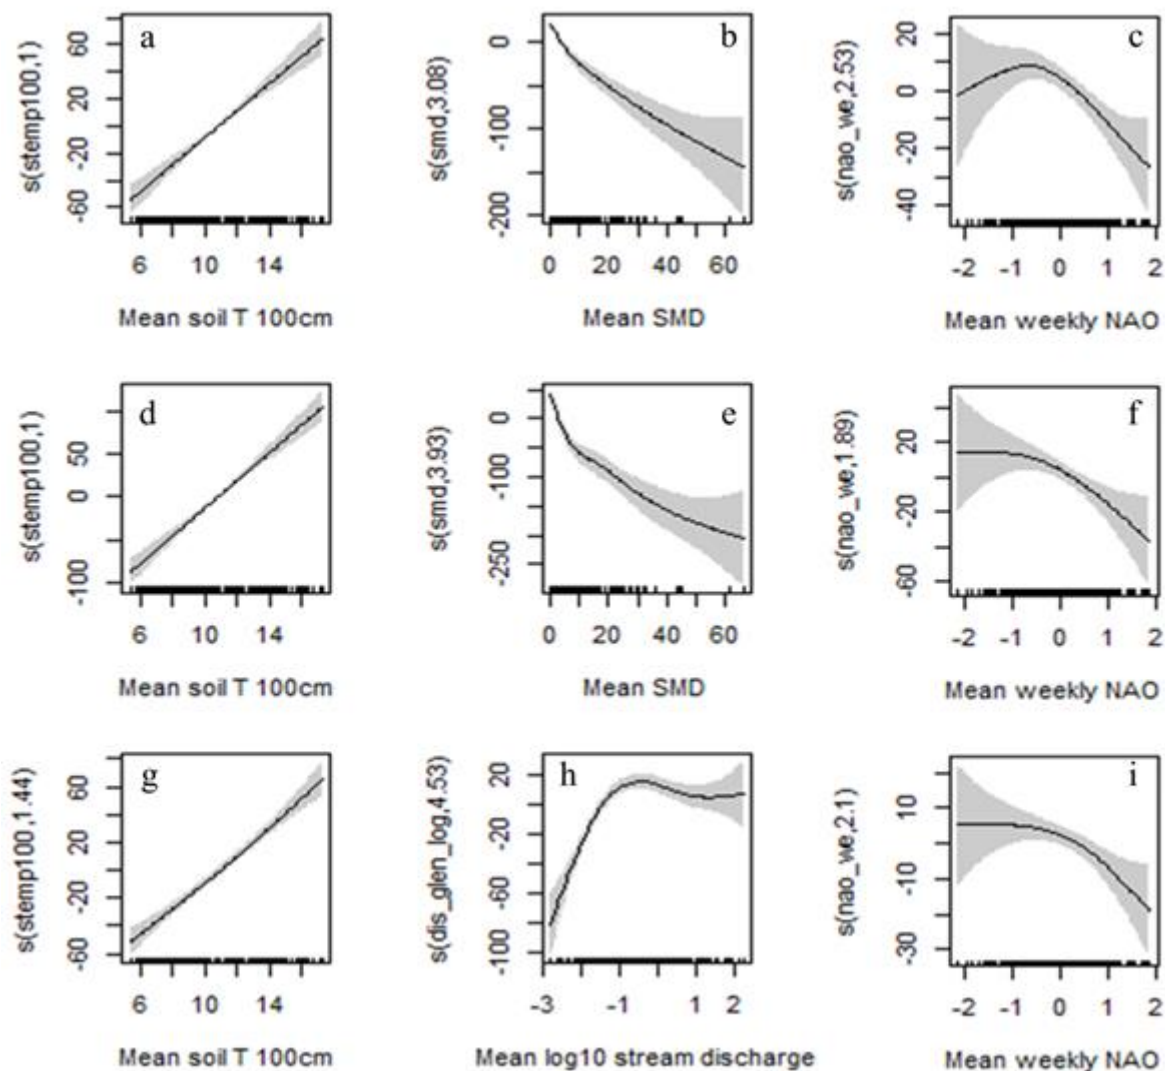 a
s(stemp100,1)
60
20
-20
-60
6 10 14
Mean soil T 100cm
b
s(smd,3.08)
0
-100
-200
0 20 40 60
Mean SMD
c
s(nao_we,2.53)
20
0
-20
-40
-2 -1 0 1 2
Mean weekly NAO
d
s(stemp100,1)
50
0
-100
6 10 14
Mean soil T 100cm
e
s(smd,3.93)
0
-100
-250
0 20 40 60
Mean SMD
f
s(nao_we,1.89)
20
-20
-60
-2 -1 0 1 2
Mean weekly NAO
g
s(stemp100,1.44)
60
20
-20
-60
6 10 14
Mean soil T 100cm
h
s(dis_glen_log,4.53)
20
-20
-60
-100
-3 -1 1 2
Mean log10 stream discharge
i
s(nao_we,2.1)
10
-10
-30
-2 -1 0 1 2
Mean weekly NAO